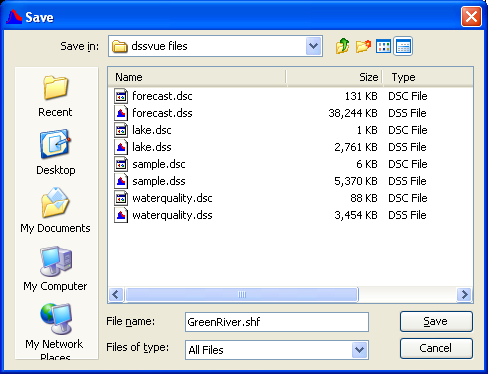 Save
Save in: dssvue files
Recent
Desktop
My Documents
My Computer
My Network
Places
Name Size Type
forecast.dsc 131 KB DSC File
forecast.dss 38,244 KB DSS File
lake.dsc 1 KB DSC File
lake.dss 2,761 KB DSS File
sample.dsc 6 KB DSC File
sample.dss 5,370 KB DSS File
waterquality.dsc 88 KB DSC File
waterquality.dss 3,454 KB DSS File
File name: GreenRiver.shf Save
Files of type: All Files Cancel